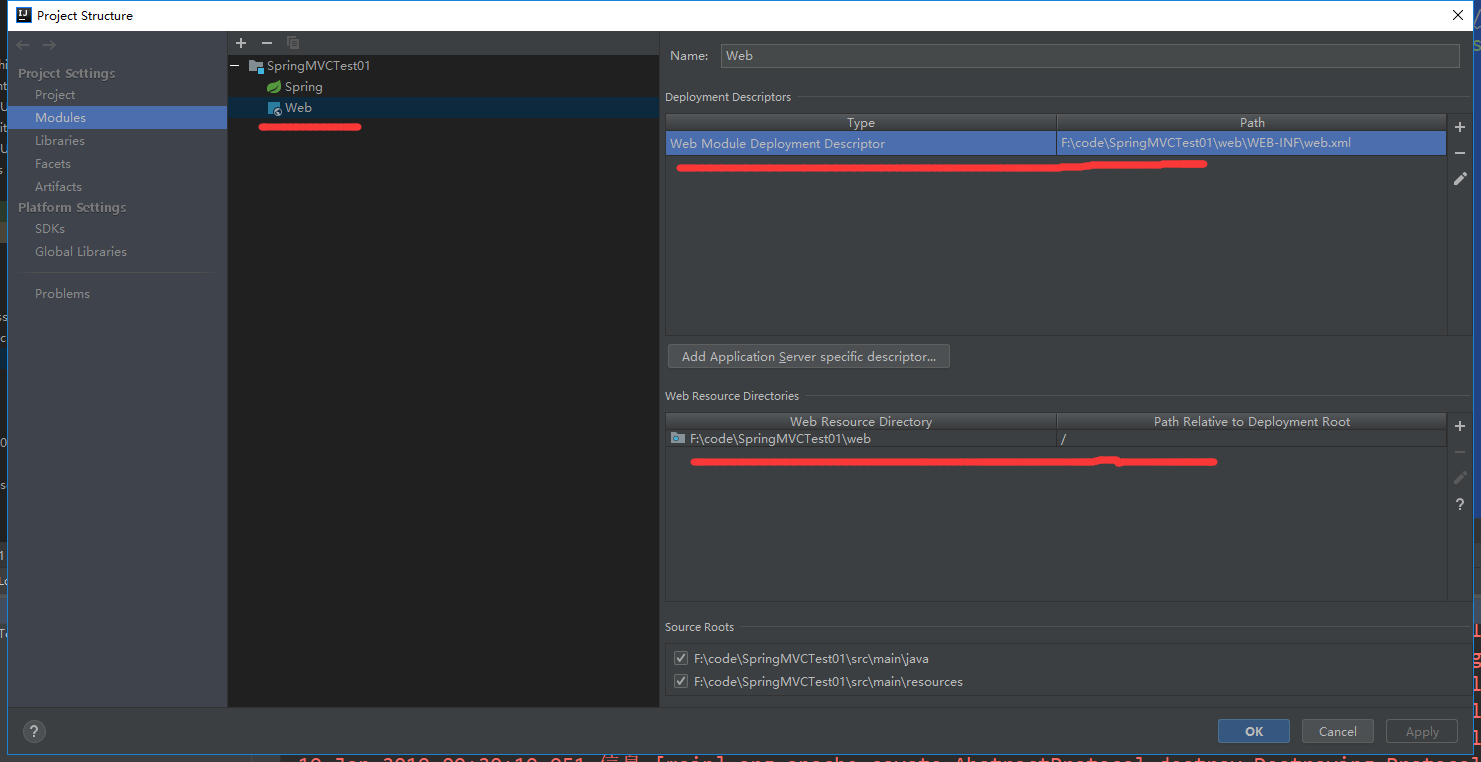 Project Structure
Project Settings
Project
Modules
Libraries
Facets
Artifacts
Platform Settings
SDKs
Global Libraries
Problems
SpringMVCTest01
Spring
Web
Name: Web
Deployment Descriptors
Type Path
Web Module Deployment Descriptor F:\code\SpringMVCTest01\web\WEB-INF\web.xml
Add Application Server specific descriptor...
Web Resource Directories
Web Resource Directory Path Relative to Deployment Root
F:\code\SpringMVCTest01\web /
Source Roots
F:\code\SpringMVCTest01\src\main\java
F:\code\SpringMVCTest01\src\main\resources
? OK Cancel Apply